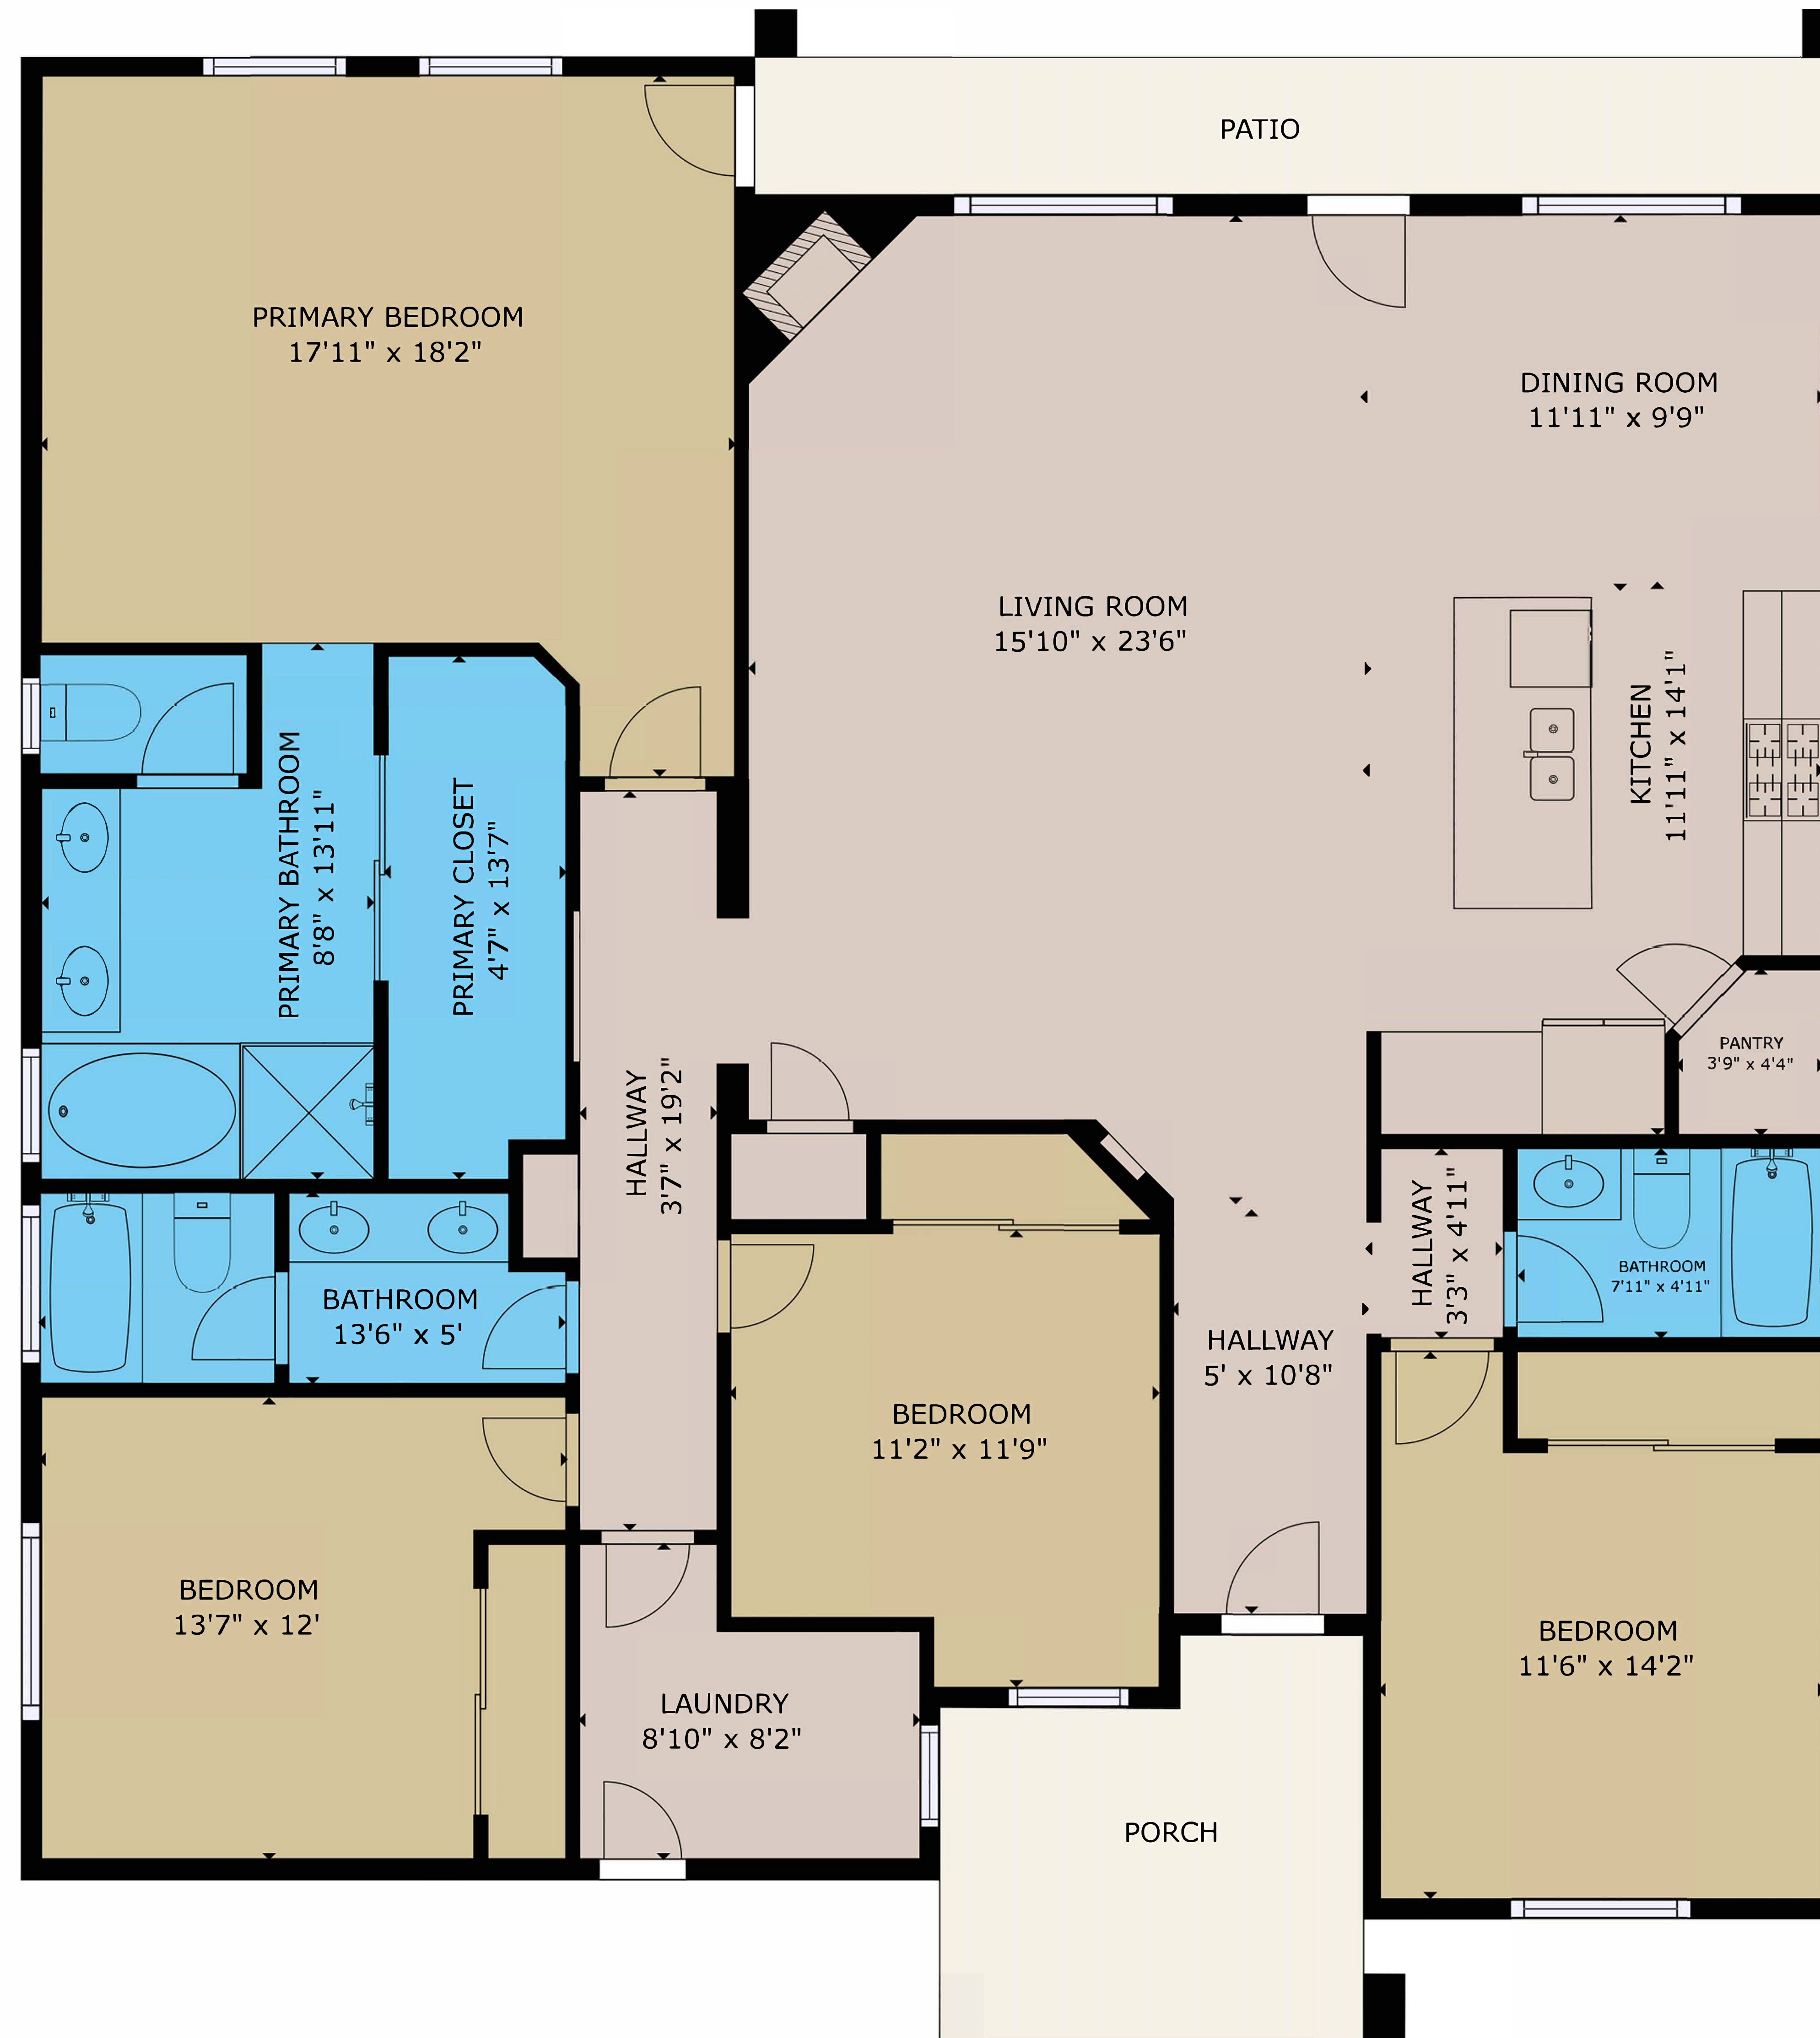 PATIO
PRIMARY BEDROOM
17'11" x 18'2"
DINING ROOM
11'11" x 9'9"
LIVING ROOM
15'10" x 23'6"
KITCHEN
11'11" x 14'1"
PRIMARY BATHROOM
8'8" x 13'11"
PRIMARY CLOSET
4'7" x 13'7"
PANTRY
3'9" x 4'4"
HALLWAY
3'7" x 19'2"
HALLWAY
3'3" x 4'11"
BATHROOM
7'11" x 4'11"
BATHROOM
13'6" x 5'
HALLWAY
5' x 10'8"
BEDROOM
11'2" x 11'9"
BEDROOM
13'7" x 12'
BEDROOM
11'6" x 14'2"
LAUNDRY
8'10" x 8'2"
PORCH